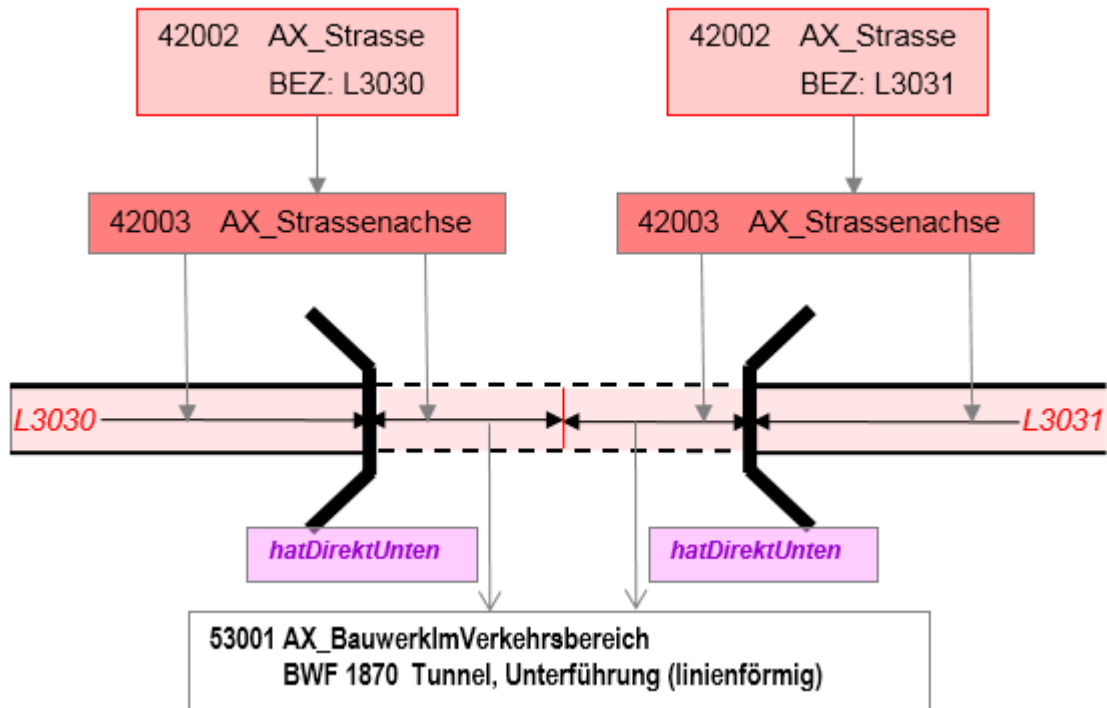 42002 AX_Strasse
BEZ: L3030
42002 AX_Strasse
BEZ: L3031
42003 AX_Strassenachse
42003 AX_Strassenachse
L3030
L3031
hatDirektUnten
hatDirektUnten
53001 AX_BauwerkImVerkehrsbereich
BWF 1870 Tunnel, Unterführung (linienförmig)